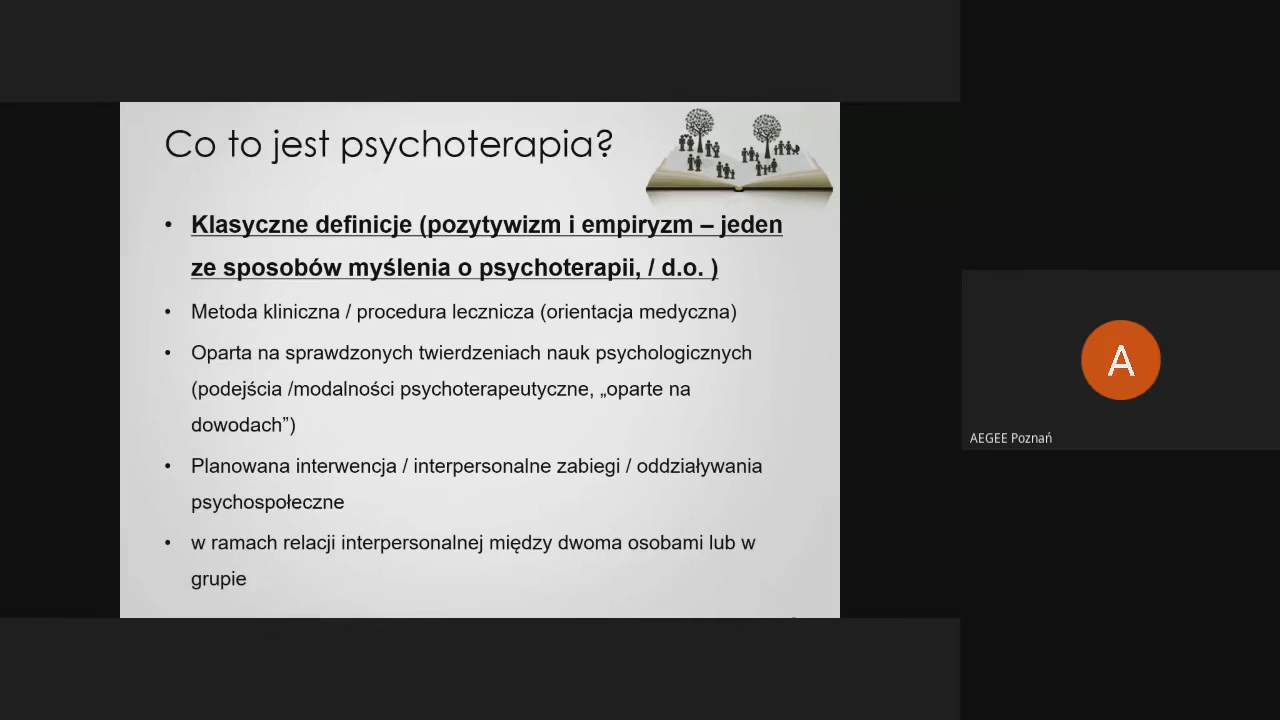 Co to jest psychoterapia?
• Klasyczne definicje (pozytywizm i empiryzm – jeden
ze sposobów myślenia o psychoterapii, / d.o. )
• Metoda kliniczna / procedura lecznicza (orientacja medyczna)
• Oparta na sprawdzonych twierdzeniach nauk psychologicznych
(podejścia /modalności psychoterapeutyczne, „oparte na
dowodach”)
• Planowana interwencja / interpersonalne zabiegi / oddziaływania
psychospołeczne
• w ramach relacji interpersonalnej między dwoma osobami lub w
grupie
A
AEGEE Poznań